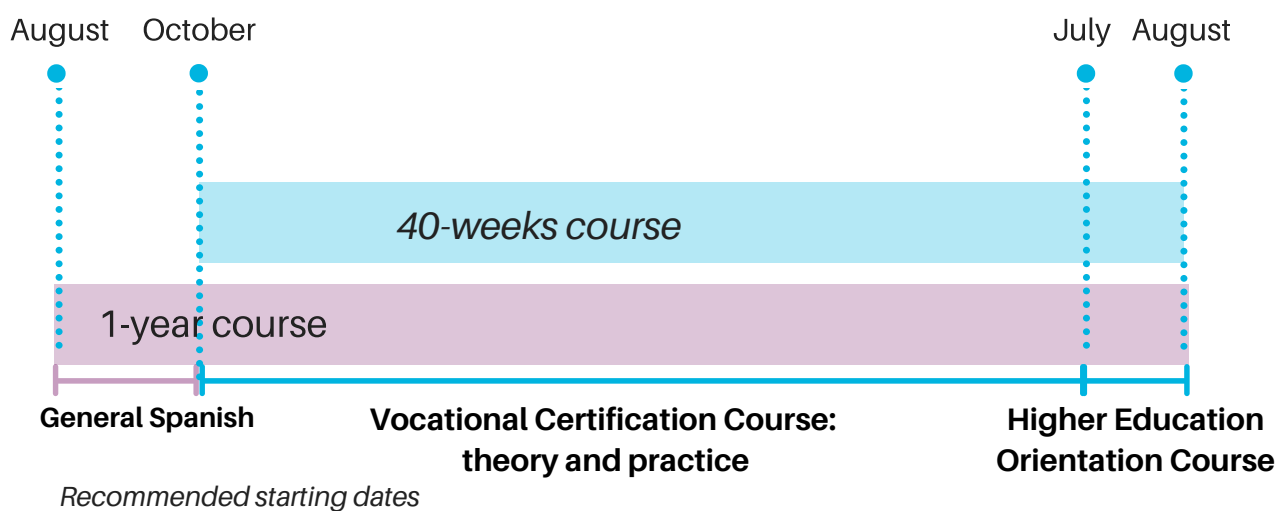 August October July August
40-weeks course
1-year course
General Spanish
Vocational Certification Course:
theory and practice
Higher Education
Orientation Course
Recommended starting dates